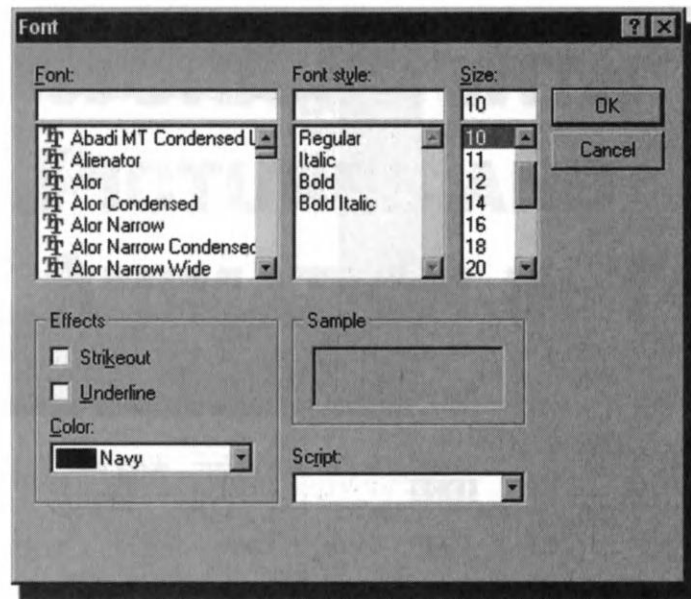 Font
Font: Font style: Size:
10
OK
Abadi MT Condensed L Regular 10
Cancel
Alienator Italic 11
Alor Bold 12
Alor Condensed Bold Italic 14
Alor Narrow 16
Alor Narrow Condensed 18
Alor Narrow Wide 20
Effects Sample
Strikeout
Underline
Color:
Navy
Script: